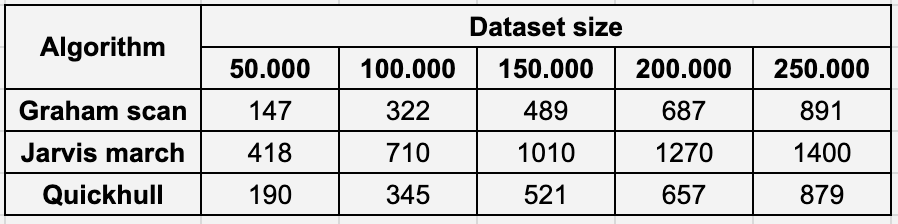 Algorithm Dataset size
50.000 100.000 150.000 200.000 250.000
Graham scan 147 322 489 687 891
Jarvis march 418 710 1010 1270 1400
Quickhull 190 345 521 657 879